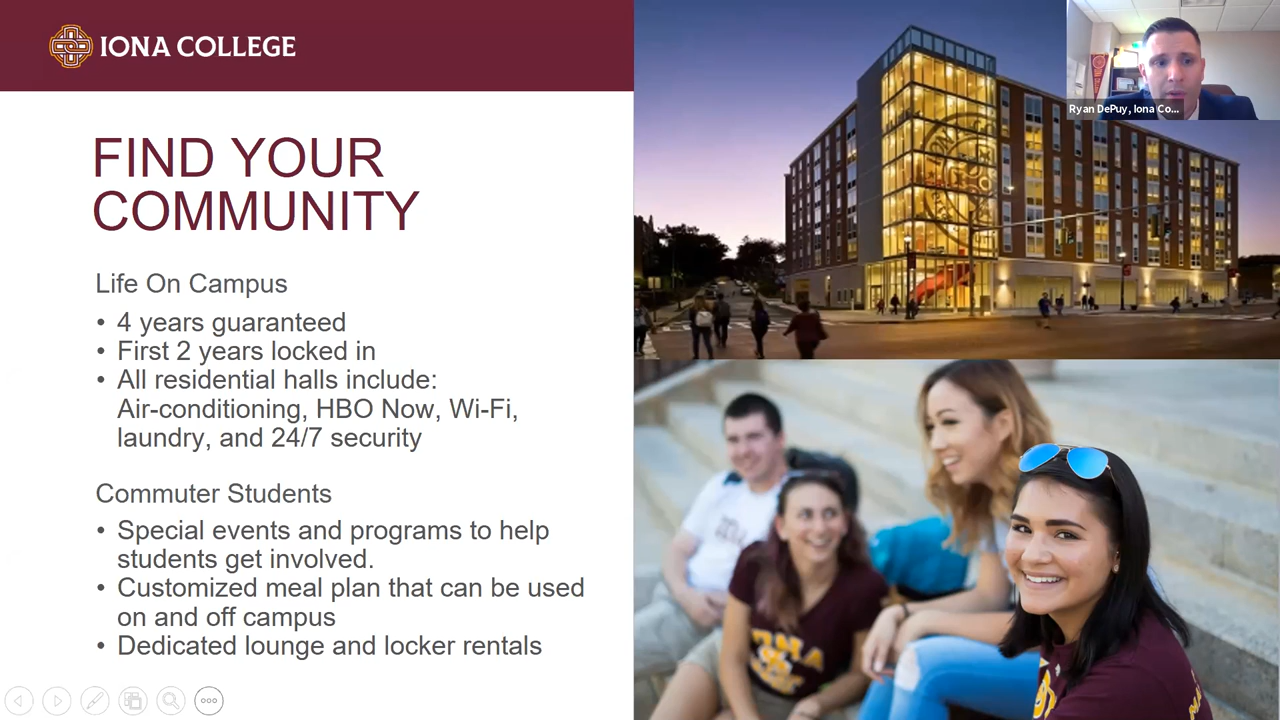 IONA COLLEGE
FIND YOUR
COMMUNITY
Life On Campus
• 4 years guaranteed
• First 2 years locked in
• All residential halls include:
Air-conditioning, HBO Now, Wi-Fi,
laundry, and 24/7 security
Commuter Students
• Special events and programs to help
students get involved.
• Customized meal plan that can be used
on and off campus
• Dedicated lounge and locker rentals
Ryan DePuy, Iona Co...